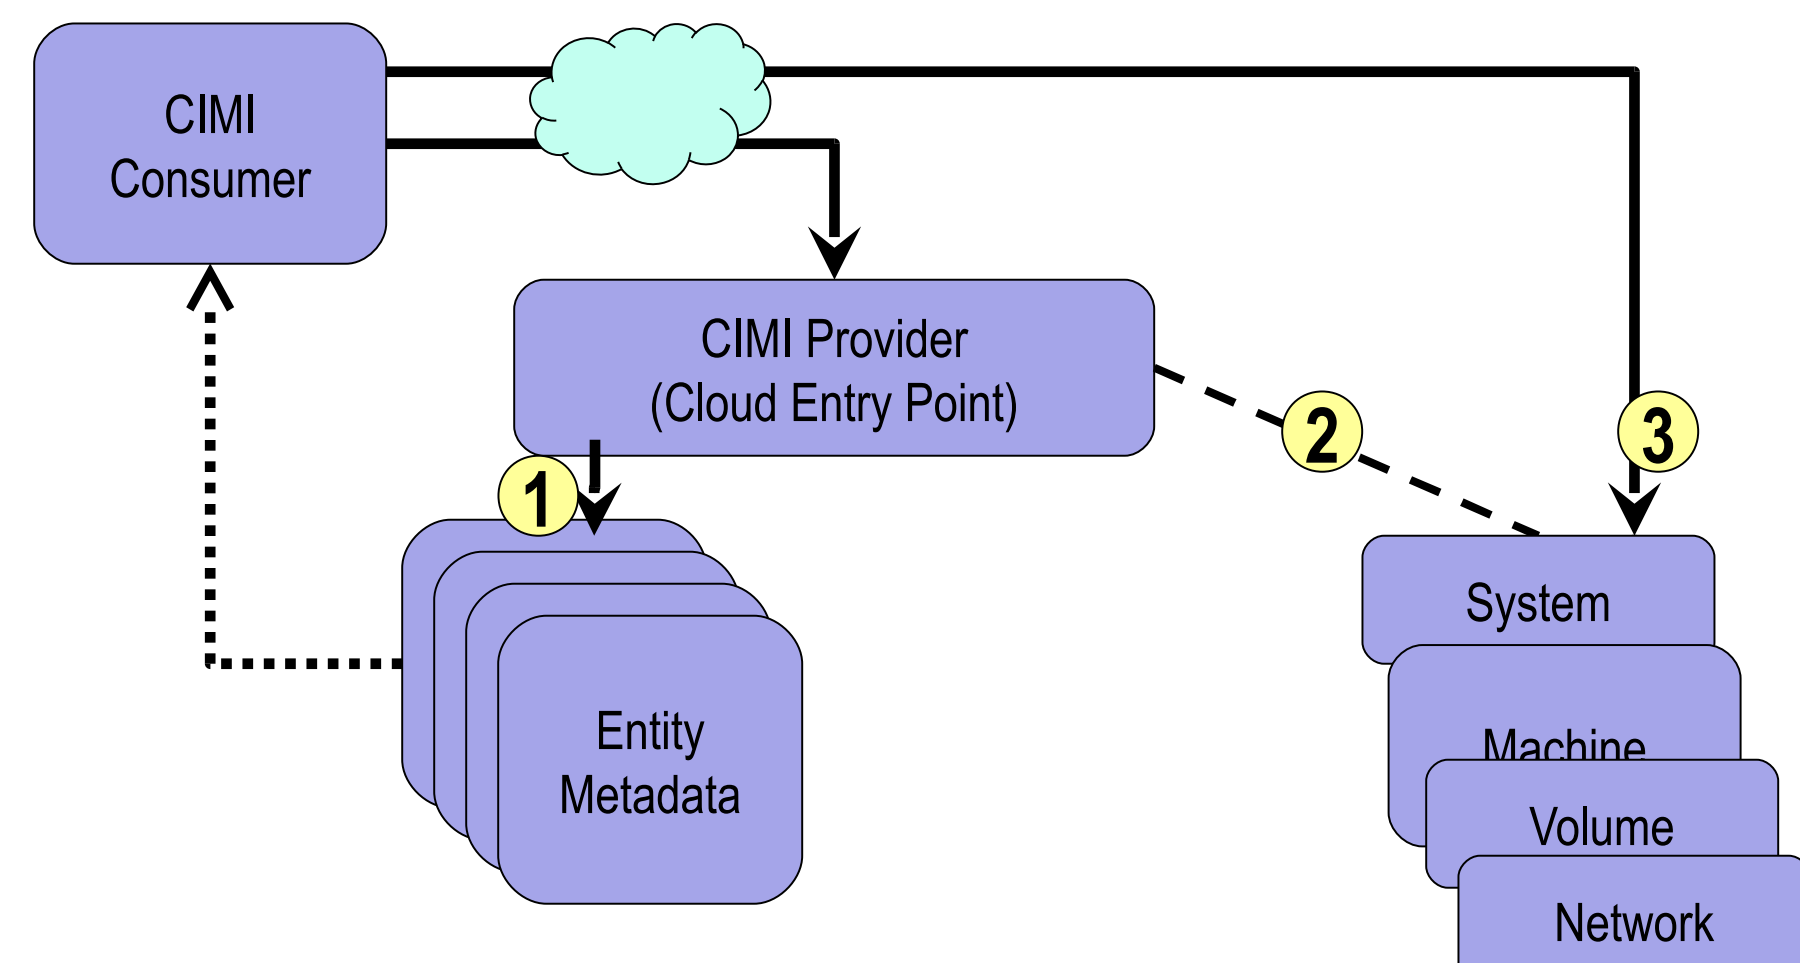 CIMI
Consumer
CIMI Provider
(Cloud Entry Point)
2
3
1
System
Entity
Metadata
Machine
Volume
Network